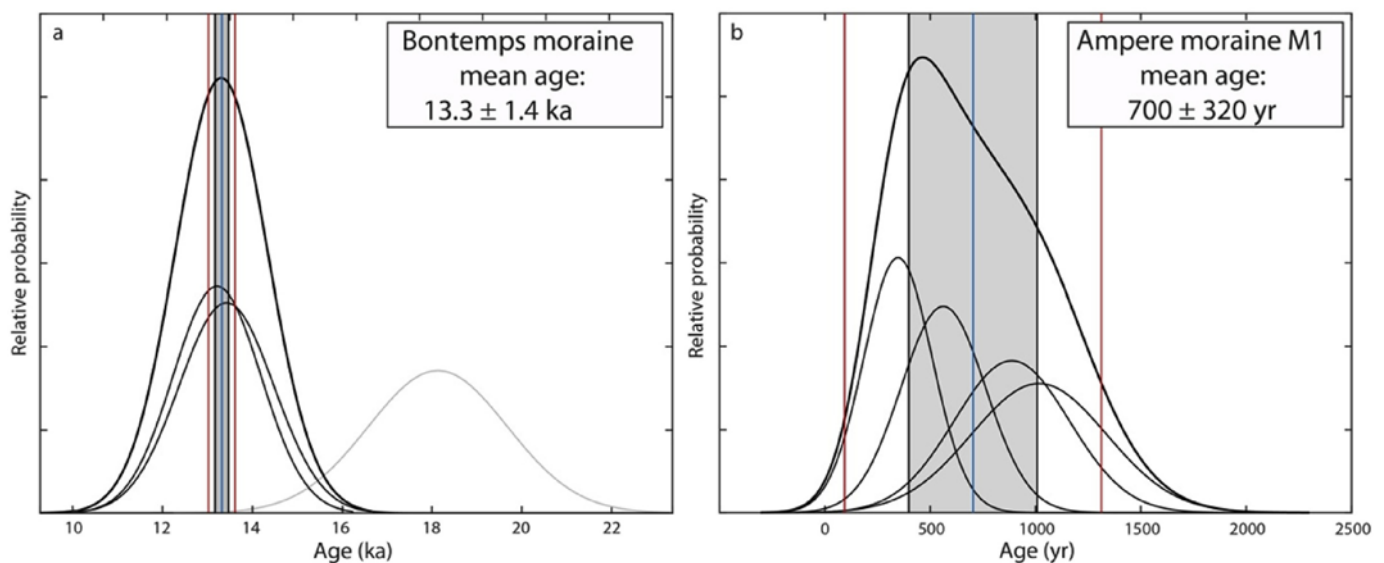 a
Bontemps moraine
mean age:
13.3 ± 1.4 ka
Relative probability
10 12 14 16 18 20 22
Age (ka)
b
Ampere moraine M1
mean age:
700 ± 320 yr
Relative probability
0 500 1000 1500 2000 2500
Age (yr)